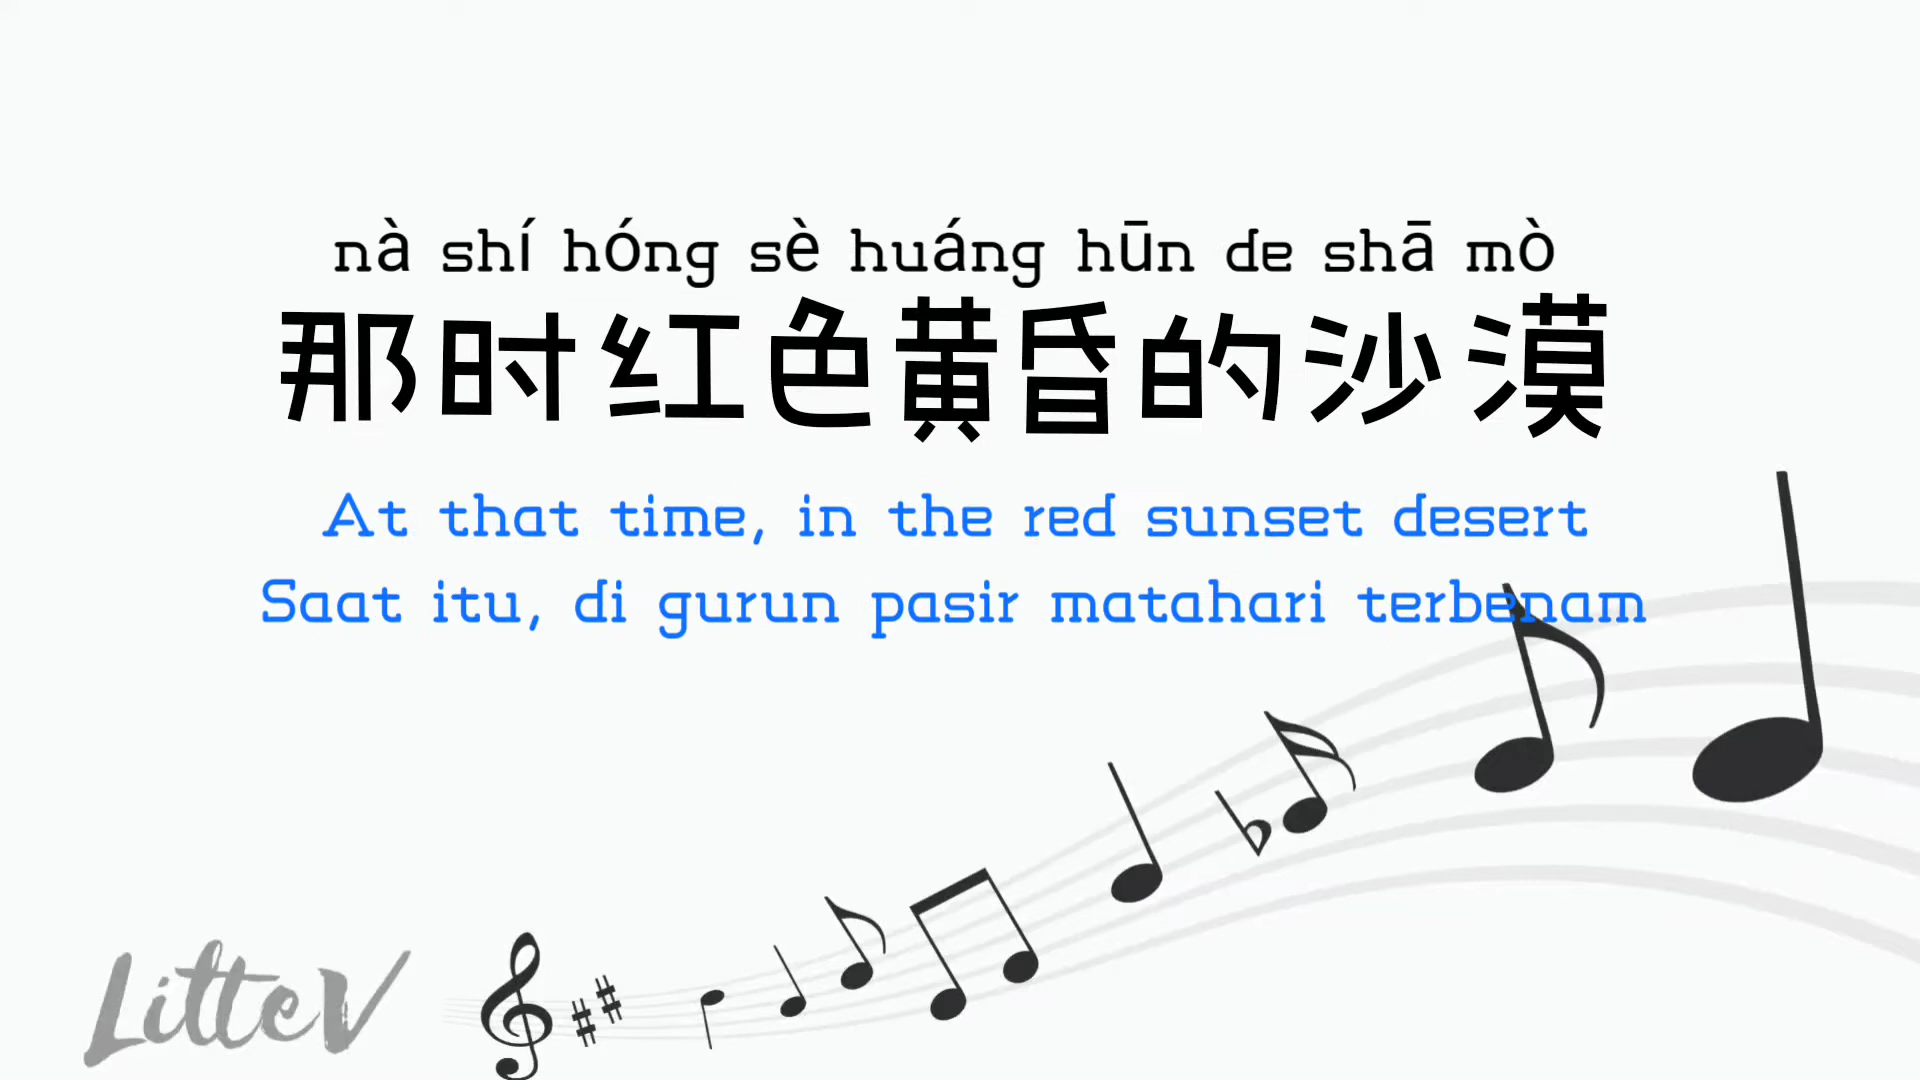 nà shí hóng sè huáng hūn de shā mò
那时红色黄昏的沙漠
At that time, in the red sunset desert
Saat itu, di gurun pasir matahari terbenam
LitteV